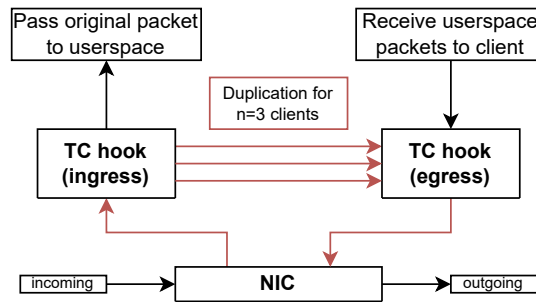 Pass original packet
to userspace
Receive userspace
packets to client
Duplication for
n=3 clients
TC hook
(ingress)
TC hook
(egress)
incoming
NIC
outgoing